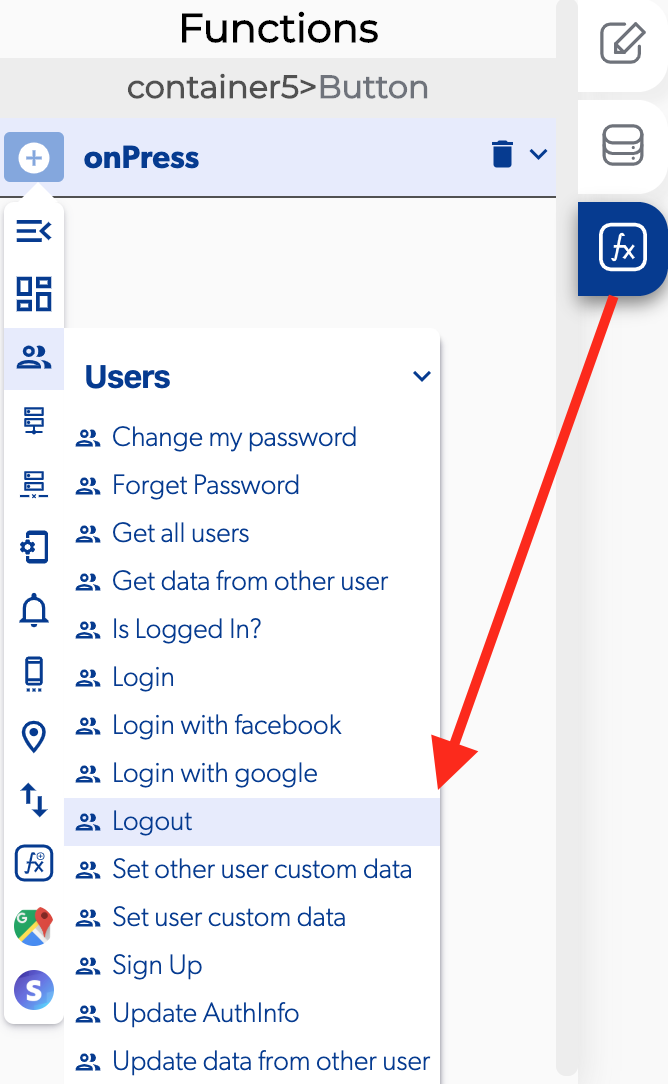 Functions
container5>Button
onPress
fx
Users
Change my password
Forget Password
Get all users
Get data from other user
Is Logged In?
Login
Login with facebook
Login with google
Logout
Set other user custom data
fx
Set user custom data
G
Sign Up
S
Update AuthInfo
Update data from other user